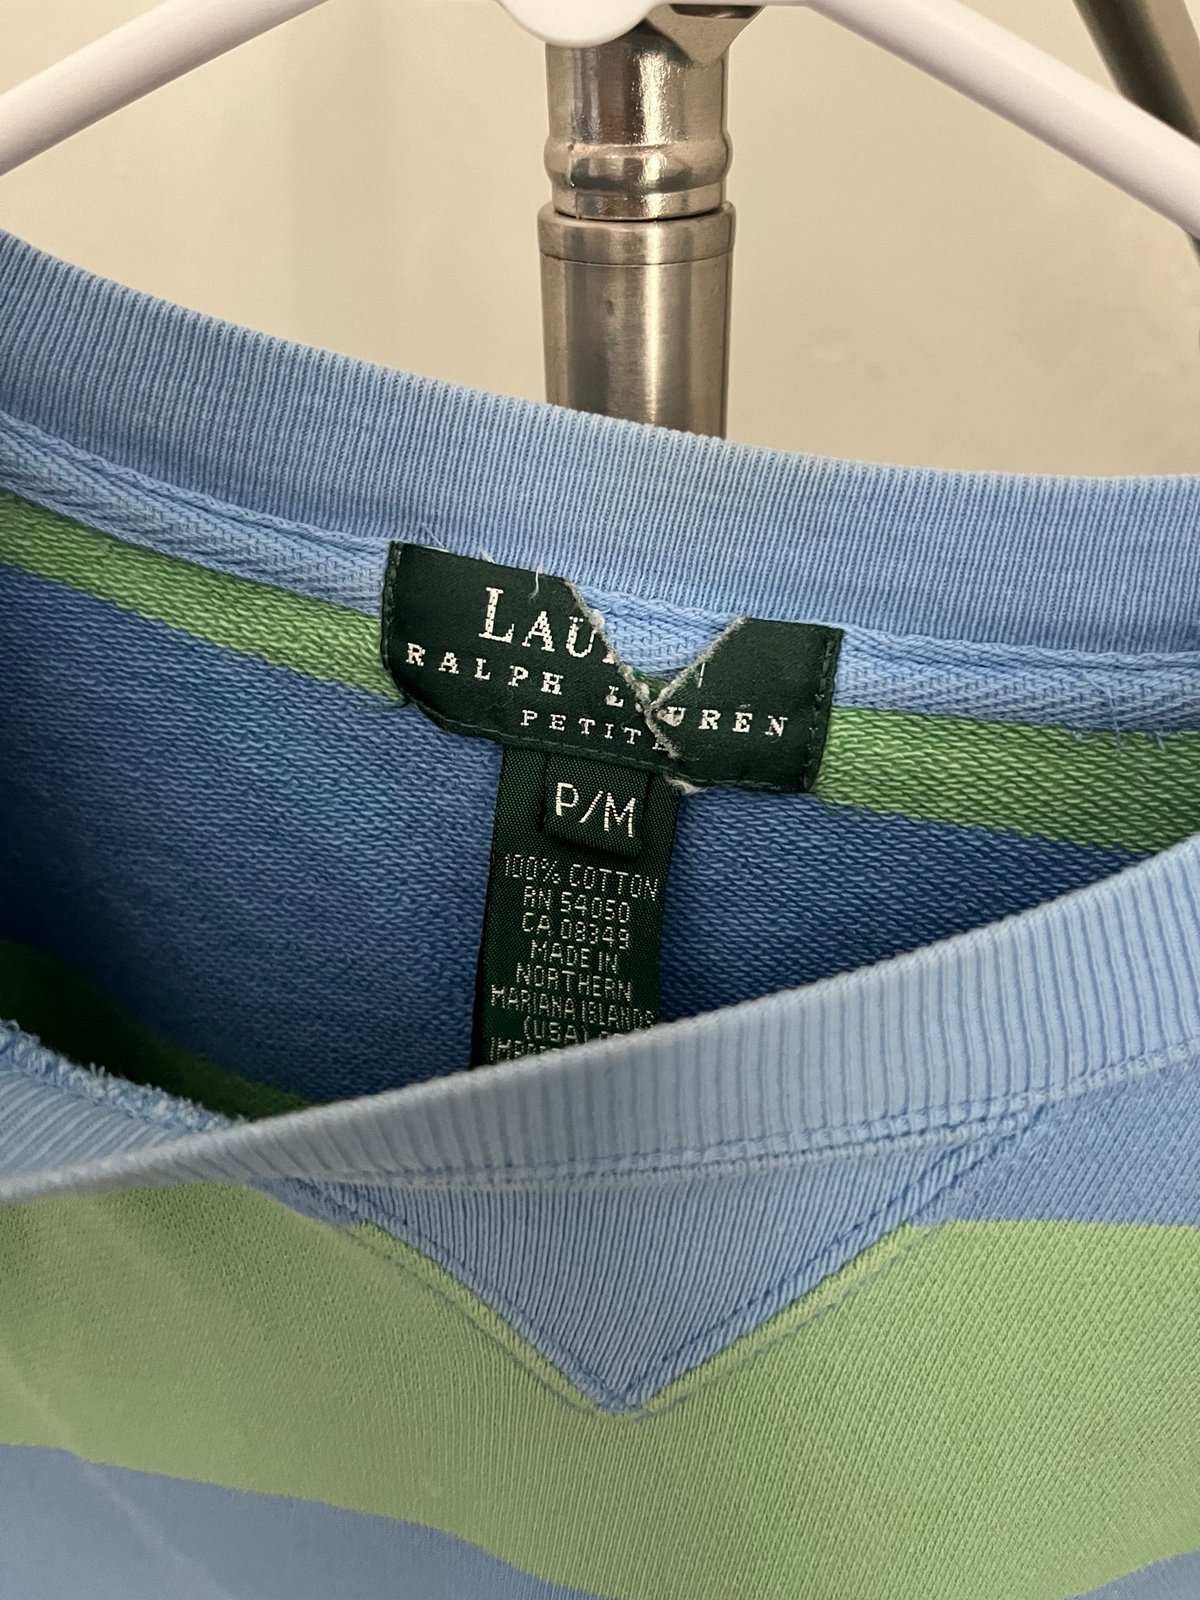 LAU
RALPH LAUREN
PETITE
P/M
100% COTTON
RN 54050
CA 08349
MADE IN
NORTHERN
MARIANA ISLANDS
(USA)